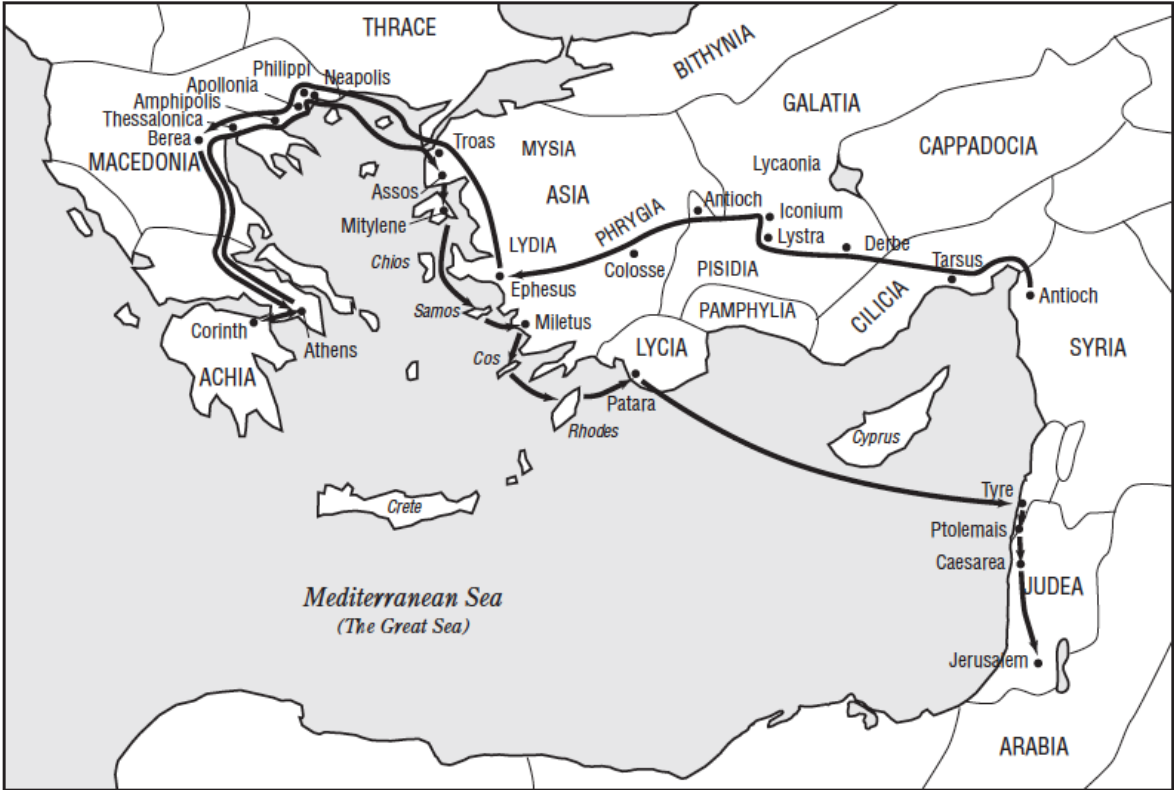 THRACE
BITHYNIA
Philippi
Neapolis
Apollonia
Amphipolis
Thessalonica
Berea
MACEDONIA
GALATIA
CAPPADOCIA
Troas
MYSIA
Lycaonia
Assos
ASIA
Antioch
Iconium
Mitylene
PHRYGIA
Lystra
Derbe
LYDIA
Chios
Colosse
PISIDIA
Tarsus
Ephesus
CILICIA
Antioch
Samos
Miletus
PAMPHYLIA
Corinth
Athens
Cos
LYCIA
SYRIA
ACHIA
Patara
Rhodes
Cyprus
Tyre
Crete
Ptolemais
Caesarea
JUDEA
Mediterranean Sea
(The Great Sea)
Jerusalem
ARABIA